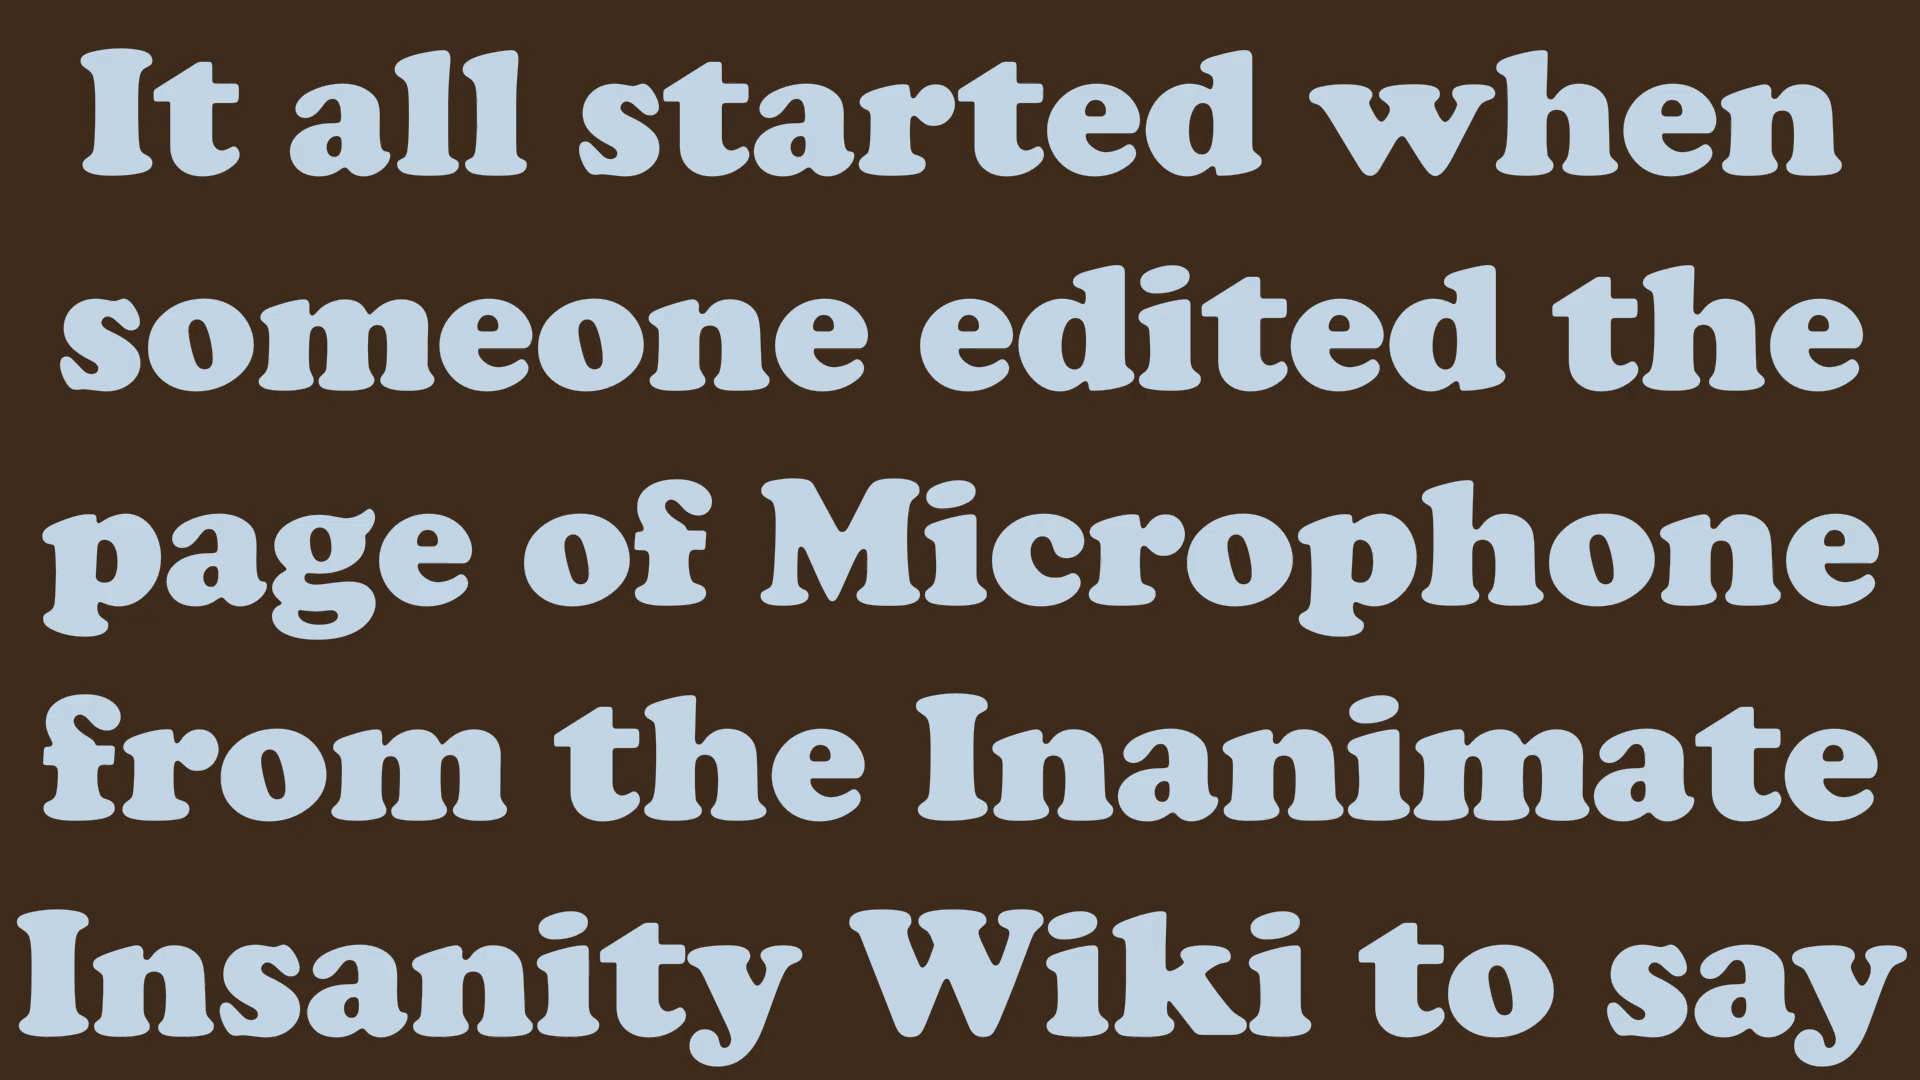 It all started when
someone edited the
page of Microphone
from the Inanimate
Insanity Wiki to say